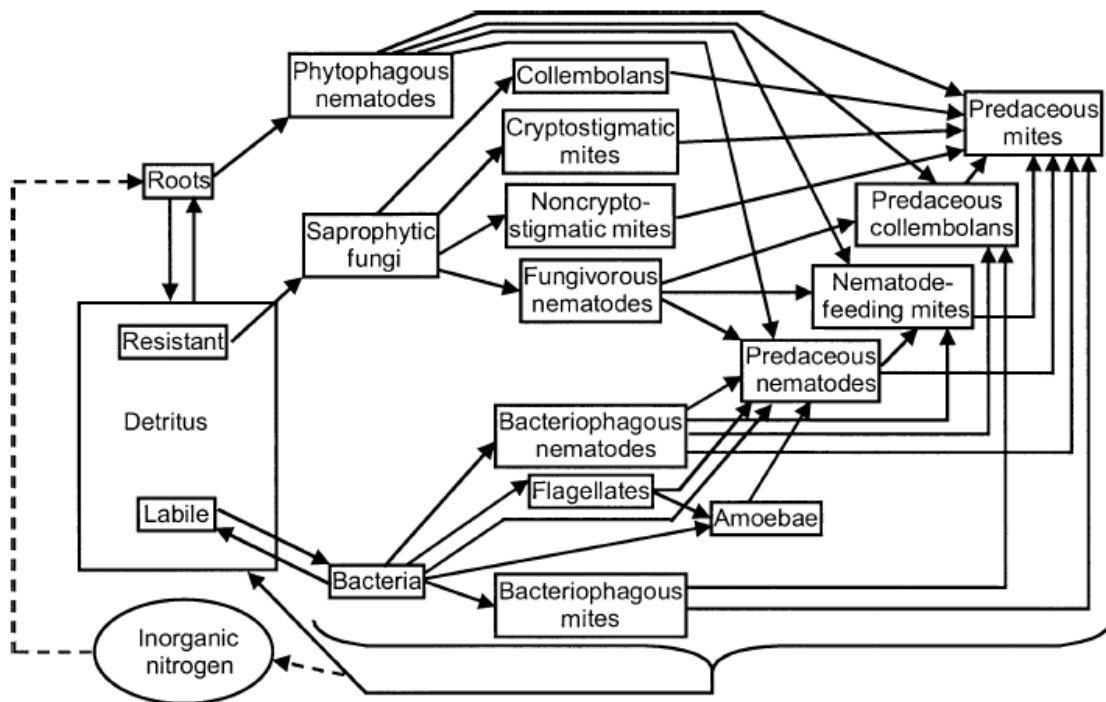 Phytophagous
nematodes
Collembolans
Predaceous
mites
Cryptostigmatic
mites
Roots
Noncrypto-
stigmatic mites
Predaceous
collembolans
Saprophytic
fungi
Fungivorous
nematodes
Nematode-
feeding mites
Resistant
Predaceous
nematodes
Detritus
Bacteriophagous
nematodes
Flagellates
Labile
Amoebae
Bacteria
Bacteriophagous
mites
Inorganic
nitrogen